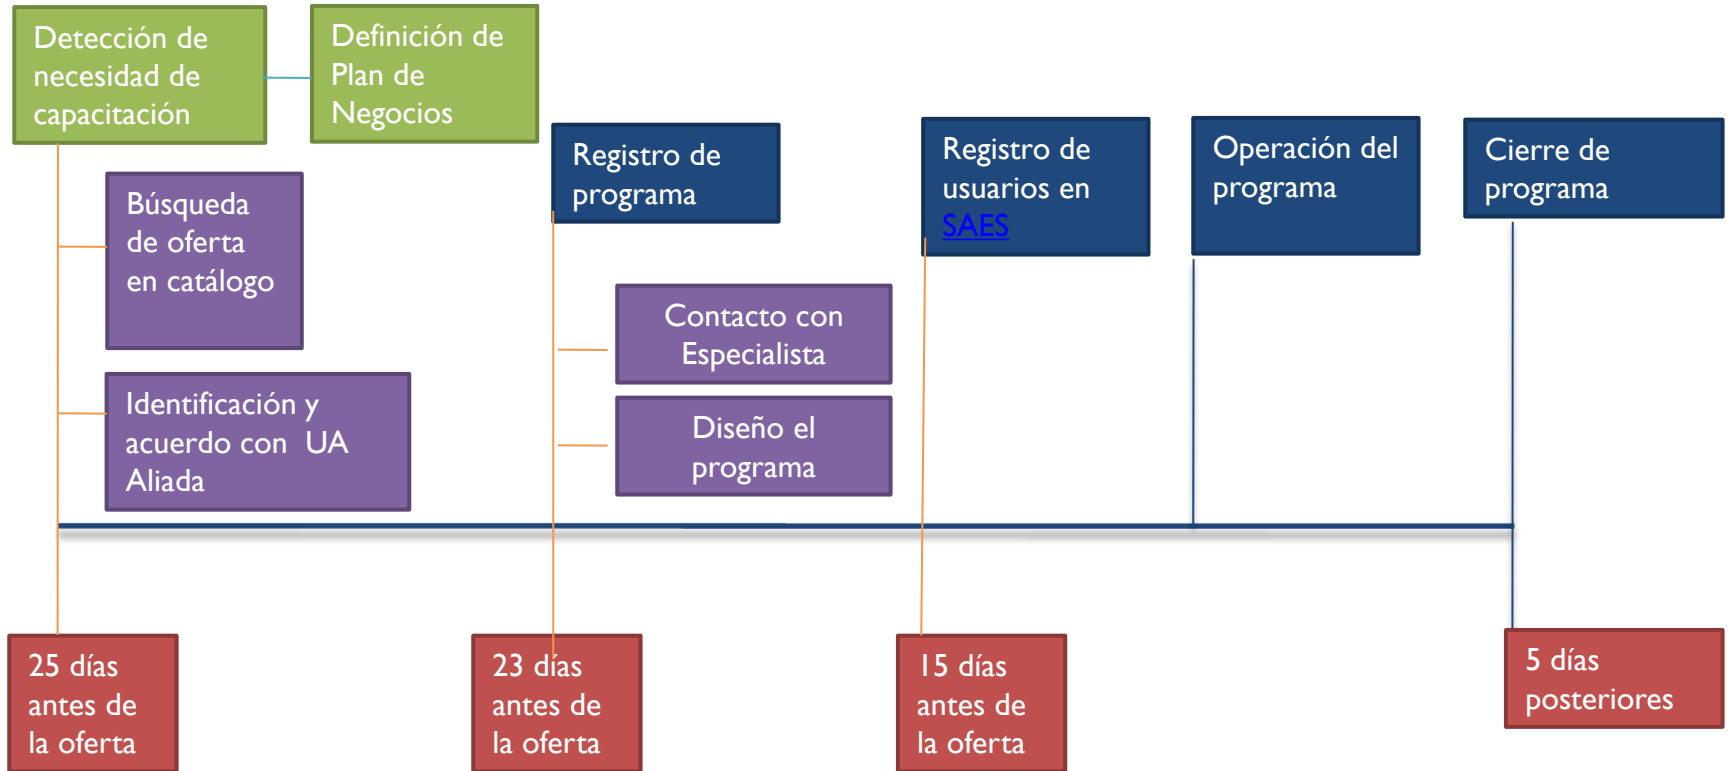 Detección de
necesidad de
capacitación
Definición de
Plan de
Negocios
Búsqueda
de oferta
en catálogo
Identificación y
acuerdo con UA
Aliada
Registro de
programa
Contacto con
Especialista
Diseño el
programa
Registro de
usuarios en
SAES
Operación del
programa
Cierre de
programa
25 días
antes de
la oferta
23 días
antes de
la oferta
15 días
antes de
la oferta
5 días
posteriores